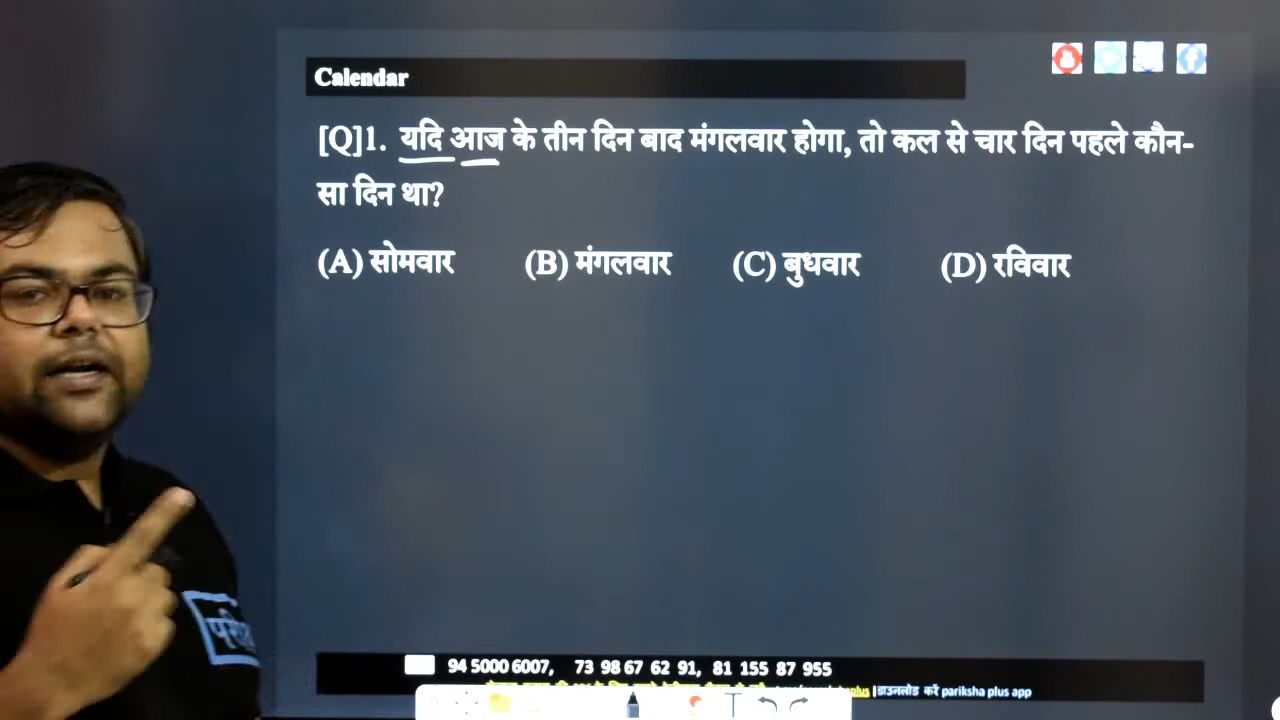 Calendar
[Q]1. यदि आज के तीन दिन बाद मंगलवार होगा, तो कल से चार दिन पहले कौन-
सा दिन था?
(A) सोमवार (B) मंगलवार (C) बुधवार (D) रविवार
94 5000 6007, 73 98 67 62 91, 81 155 87 955
|डाउनलोड करें pariksha plus app